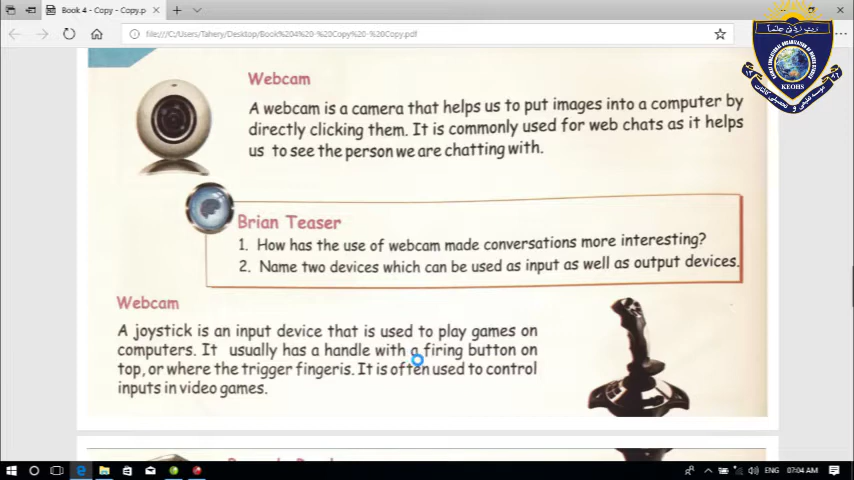 Book 4 - Copy - Copy.p
file:///C:/Users/Tahery/Desktop/Book%204%20-%20Copy%20-%20Copy.pdf
KEOHS
Webcam
A webcam is a camera that helps us to put images into a computer by
directly clicking them. It is commonly used for web chats as it helps
us to see the person we are chatting with.
Brian Teaser
1. How has the use of webcam made conversations more interesting?
2. Name two devices which can be used as input as well as output devices.
Webcam
A joystick is an input device that is used to play games on
computers. It usually has a handle with a firing button on
top, or where the trigger fingeris. It is often used to control
inputs in video games.
ENG
07:04 AM